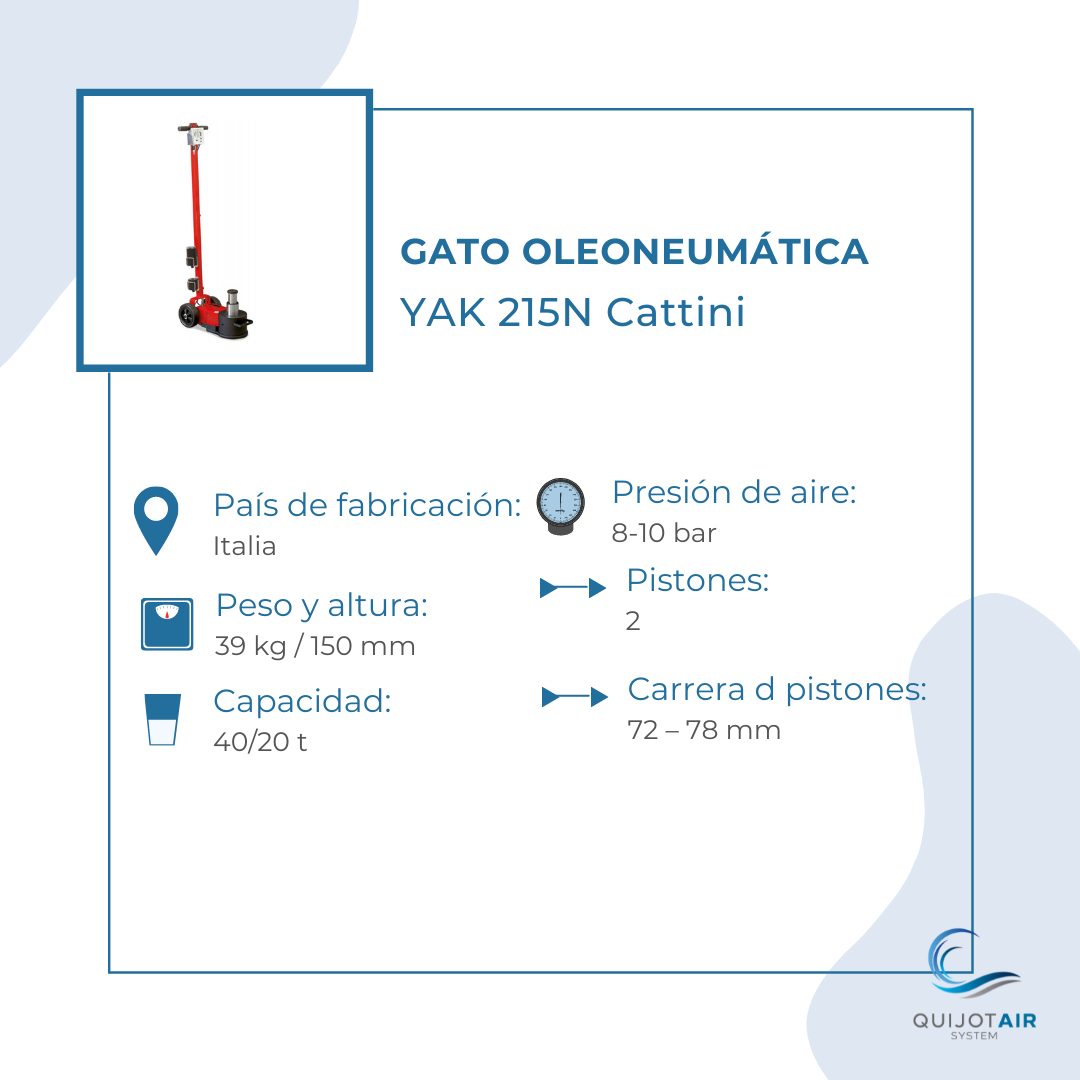 GATO OLEONEUMÁTICA
YAK 215N Cattini
País de fabricación:
Italia
Peso y altura:
39 kg / 150 mm
Capacidad:
40/20 t
Presión de aire:
8-10 bar
Pistones:
2
Carrera d pistones:
72 – 78 mm
QUIJOTAIR
SYSTEM